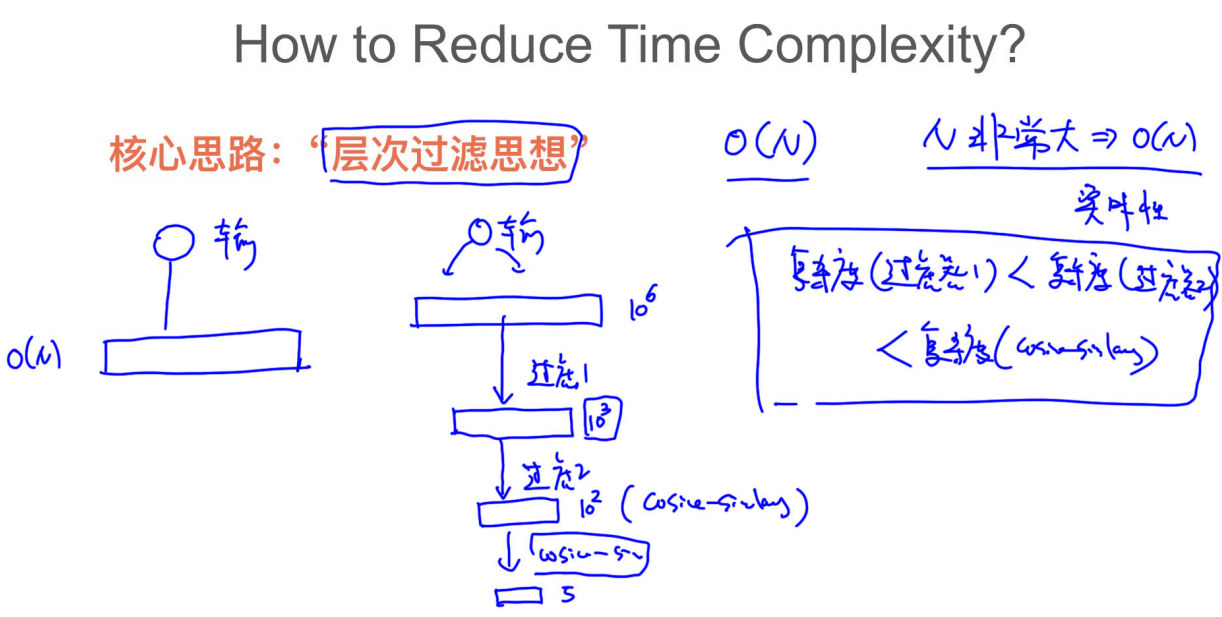 How to Reduce Time Complexity?
核心思路：“层次过滤思想”
O(N)
N 非常大 ⇒ O(N)
实时性
输入
输入
O(N)
10^6
过滤1
10^3
过滤2
10^2 (cosine-similarity)
cosine-sim
5
复杂度(过滤器1) < 复杂度(过滤器2)
< 复杂度(cosine-similarity)